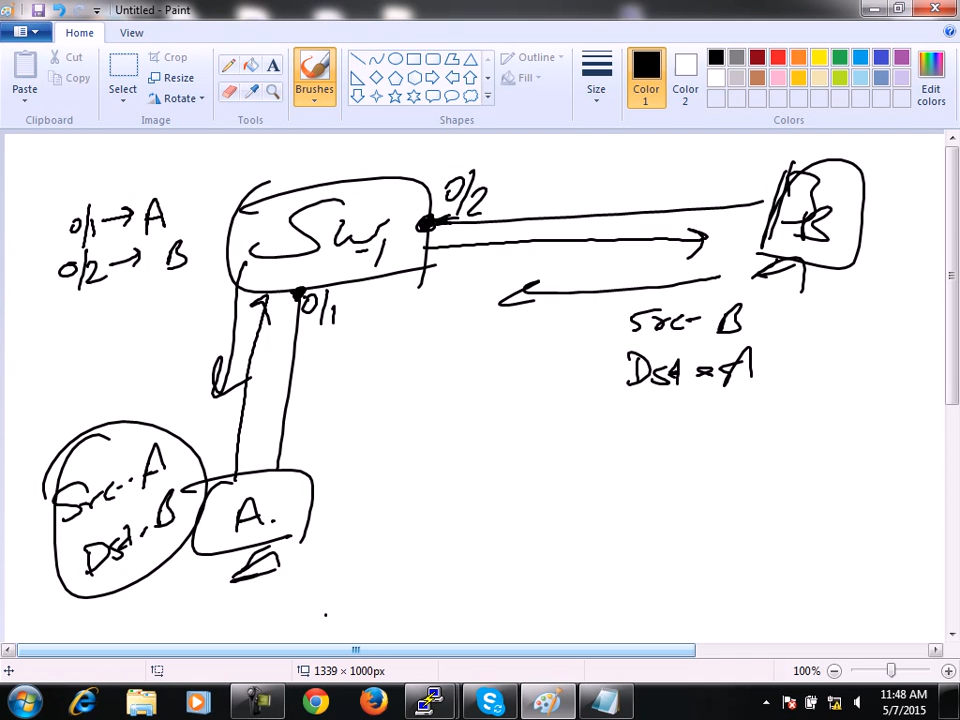 Untitled - Paint
Home
View
Paste
Cut
Copy
Clipboard
Select
Crop
Resize
Rotate
Image
Tools
Brushes
Shapes
Outline
Fill
Size
Color 1
Color 2
Edit colors
Colors
0/1 → A
0/2 → B
Sw1
0/2
0/1
B
Src- B
Dst = A
Src-- A
Dst - B
A.
1339 × 1000px
100%
11:48 AM
5/7/2015